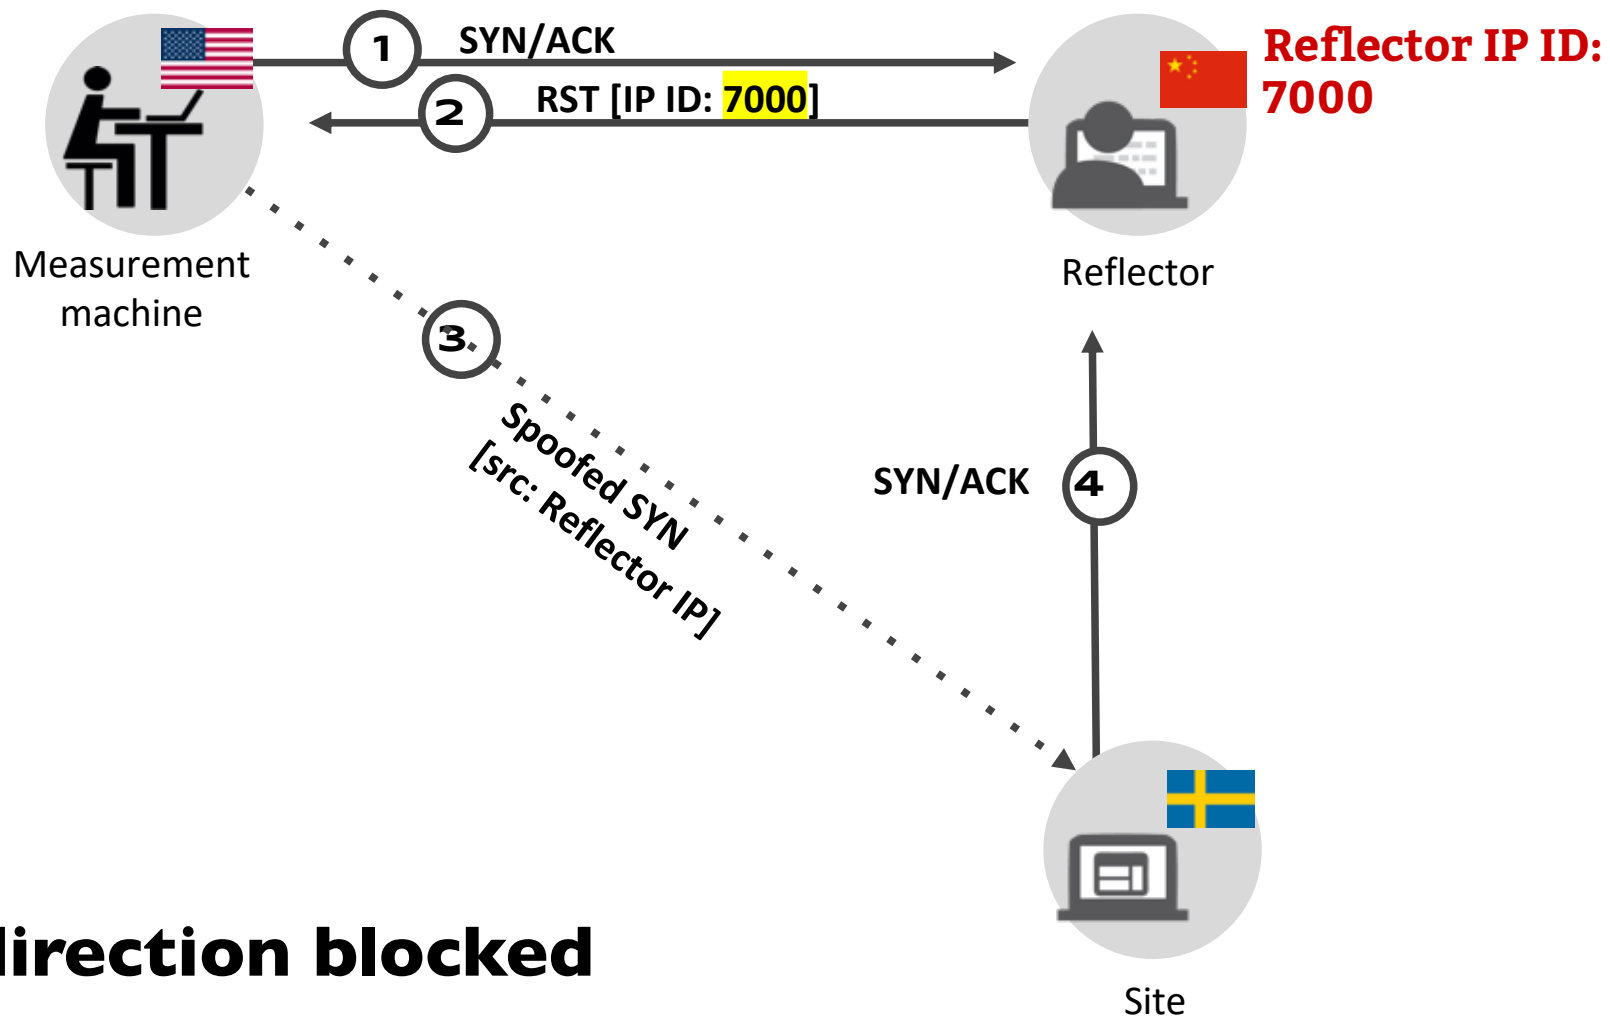 1
SYN/ACK
Reflector IP ID:
7000
2
RST [IP ID: 7000]
Measurement
machine
Reflector
3
Spoofed SYN
[src: Reflector IP]
SYN/ACK
4
direction blocked
Site